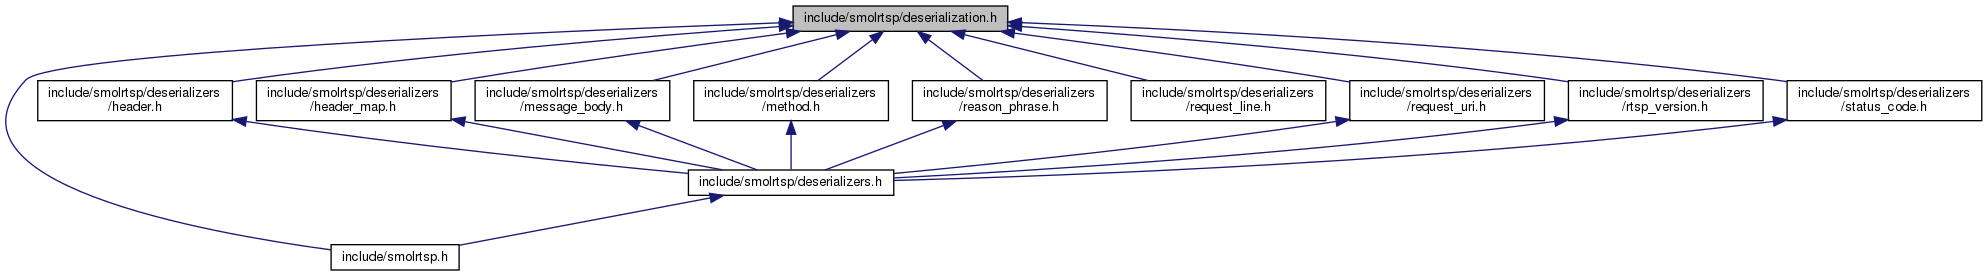 include/smolrtsp/deserialization.h
include/smolrtsp/deserializers
/header.h
include/smolrtsp/deserializers
/header_map.h
include/smolrtsp/deserializers
/message_body.h
include/smolrtsp/deserializers
/method.h
include/smolrtsp/deserializers
/reason_phrase.h
include/smolrtsp/deserializers
/request_line.h
include/smolrtsp/deserializers
/request_uri.h
include/smolrtsp/deserializers
/rtsp_version.h
include/smolrtsp/deserializers
/status_code.h
include/smolrtsp/deserializers.h
include/smolrtsp.h